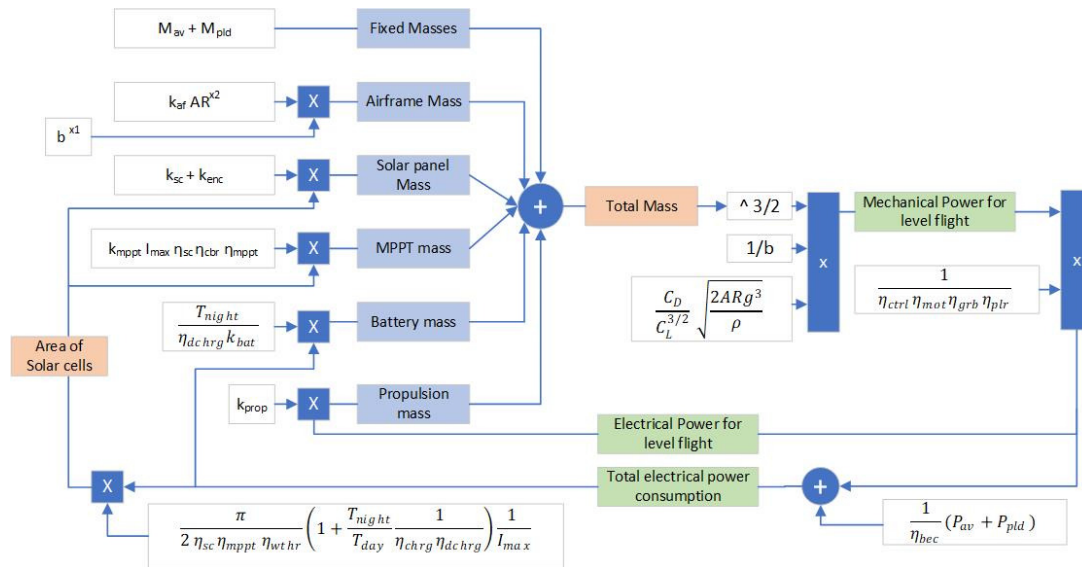 M_av + M_pld
Fixed Masses
k_af AR^x2
X
Airframe Mass
b^x1
k_sc + k_enc
X
Solar panel
Mass
+
Total Mass
^ 3/2
Mechanical Power for
level flight
x
1/b
x
k_mppt I_max η_sc η_cbr η_mppt
X
MPPT mass
C_D / C_L^{3/2} √(2ARg^3 / ρ)
1 / (η_ctrl η_mot η_grb η_plr)
T_night / (η_dchrg k_bat)
X
Battery mass
Area of
Solar cells
k_prop
X
Propulsion
mass
Electrical Power for
level flight
X
Total electrical power
consumption
+
π / (2 η_sc η_mppt η_wthr) (1 + T_night / T_day 1 / (η_chrg η_dchrg)) 1 / I_max
1 / η_bec (P_av + P_pld)